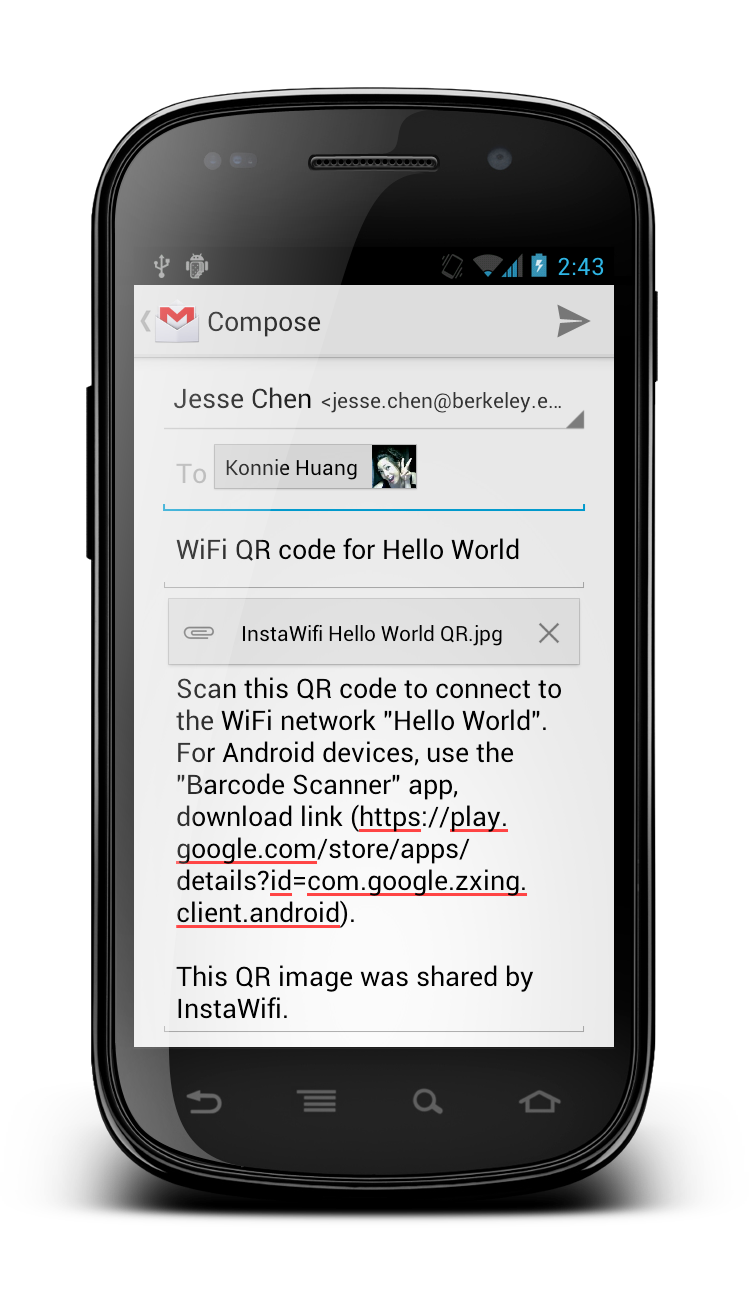 2:43
Compose
Jesse Chen <jesse.chen@berkeley.e...
To Konnie Huang
WiFi QR code for Hello World
InstaWifi Hello World QR.jpg
Scan this QR code to connect to
the WiFi network "Hello World".
For Android devices, use the
"Barcode Scanner" app,
download link (https://play.
google.com/store/apps/
details?id=com.google.zxing.
client.android).
This QR image was shared by
InstaWifi.